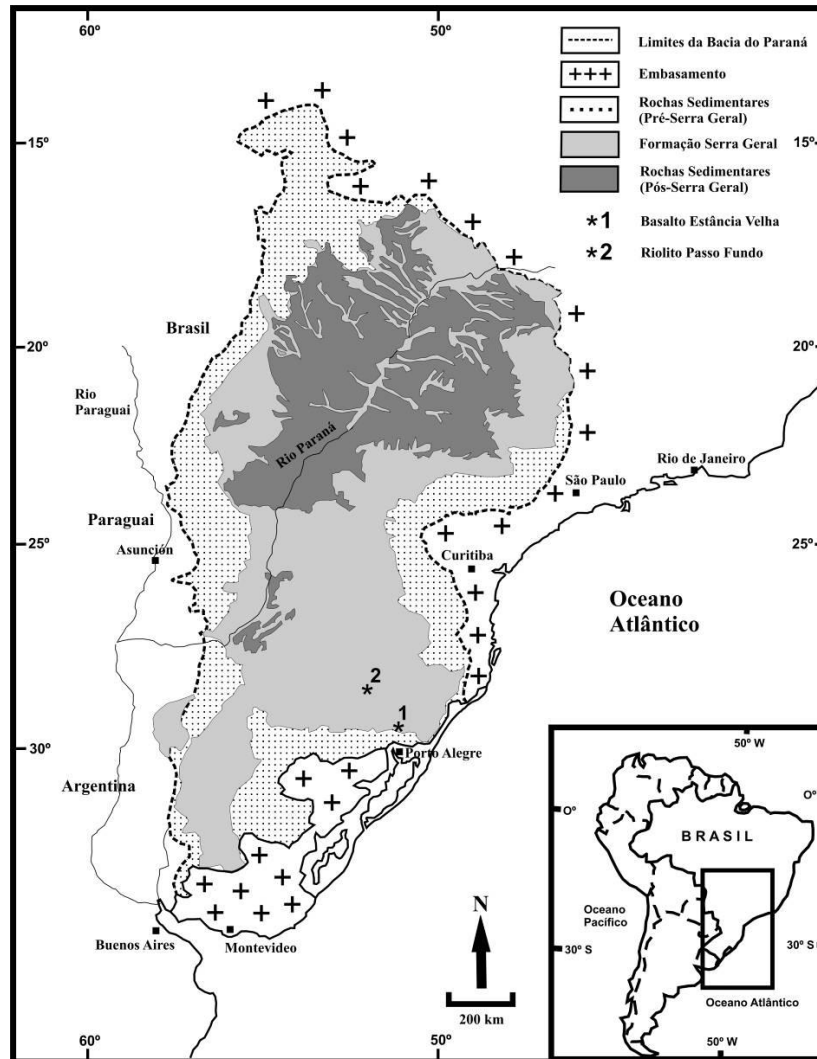 60º
50º
Limites da Bacia do Paraná
Embasamento
Rochas Sedimentares
(Pré-Serra Geral)
Formação Serra Geral
Rochas Sedimentares
(Pós-Serra Geral)
*1 Basalto Estância Velha
*2 Riolito Passo Fundo
15º
15º
Brasil
20º
20º
Rio
Paraguai
Rio Paraná
Rio de Janeiro
São Paulo
Paraguai
Asunción
25º
25º
Curitiba
Oceano
Atlântico
2
1
30º
Porto Alegre
Argentina
Buenos Aires
Montevideo
N
200 km
60º
50º
50º W
Oº
Oº
BRASIL
Oceano
Pacífico
30º S
30º S
Oceano Atlântico
50º W